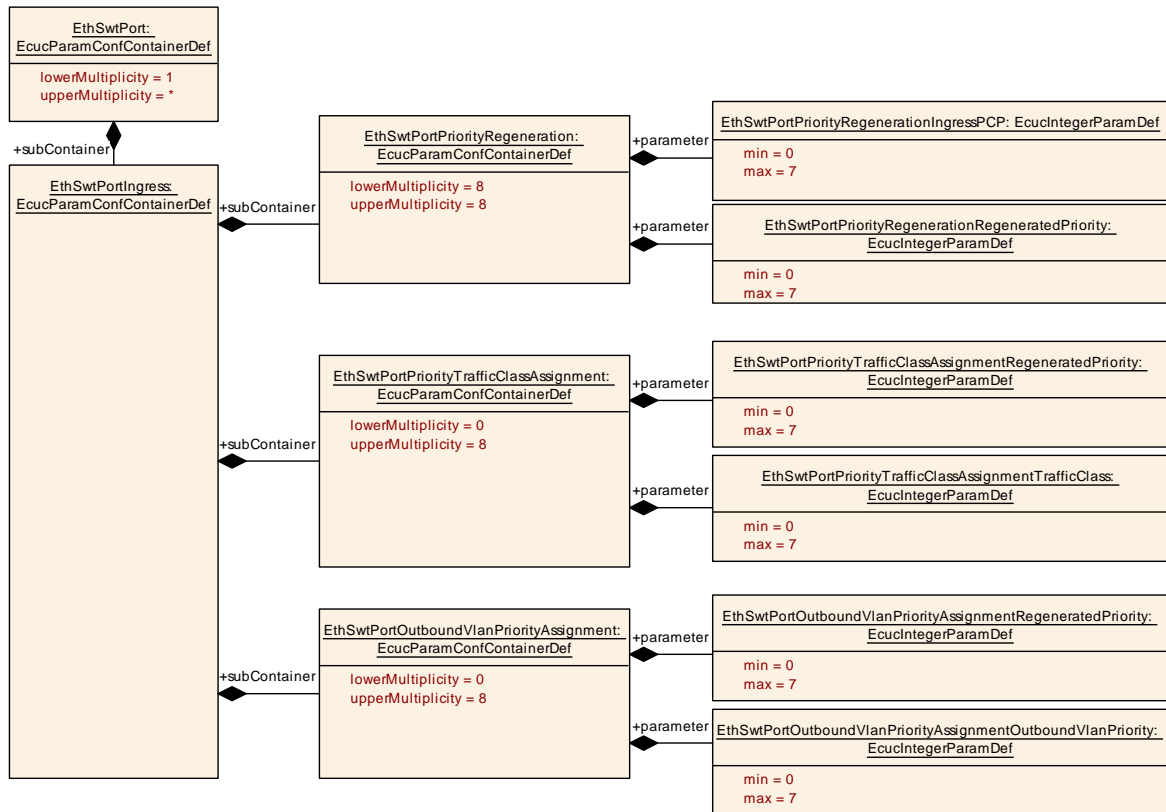 EthSwtPort:
EcucParamConfContainerDef
lowerMultiplicity = 1
upperMultiplicity = *
+subContainer
EthSwtPortIngress:
EcucParamConfContainerDef
+subContainer
EthSwtPortPriorityRegeneration:
EcucParamConfContainerDef
lowerMultiplicity = 8
upperMultiplicity = 8
+parameter
EthSwtPortPriorityRegenerationIngressPCP: EcucIntegerParamDef
min = 0
max = 7
+parameter
EthSwtPortPriorityRegenerationRegeneratedPriority:
EcucIntegerParamDef
min = 0
max = 7
+subContainer
EthSwtPortPriorityTrafficClassAssignment:
EcucParamConfContainerDef
lowerMultiplicity = 0
upperMultiplicity = 8
+parameter
EthSwtPortPriorityTrafficClassAssignmentRegeneratedPriority:
EcucIntegerParamDef
min = 0
max = 7
+parameter
EthSwtPortPriorityTrafficClassAssignmentTrafficClass:
EcucIntegerParamDef
min = 0
max = 7
+subContainer
EthSwtPortOutboundVlanPriorityAssignment:
EcucParamConfContainerDef
lowerMultiplicity = 0
upperMultiplicity = 8
+parameter
EthSwtPortOutboundVlanPriorityAssignmentRegeneratedPriority:
EcucIntegerParamDef
min = 0
max = 7
+parameter
EthSwtPortOutboundVlanPriorityAssignmentOutboundVlanPriority:
EcucIntegerParamDef
min = 0
max = 7